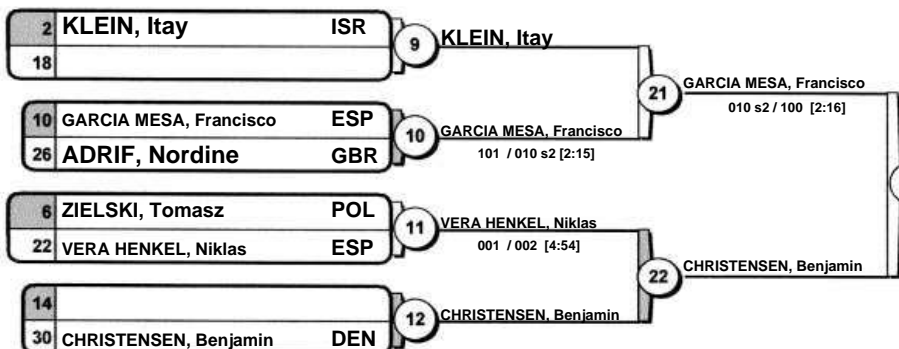 2 KLEIN, Itay ISR
18
9
KLEIN, Itay
10 GARCIA MESA, Francisco ESP
26 ADRIF, Nordine GBR
10
GARCIA MESA, Francisco
101 / 010 s2 [2:15]
21
GARCIA MESA, Francisco
010 s2 / 100 [2:16]
6 ZIELSKI, Tomasz POL
22 VERA HENKEL, Niklas ESP
11
VERA HENKEL, Niklas
001 / 002 [4:54]
14
30 CHRISTENSEN, Benjamin DEN
12
CHRISTENSEN, Benjamin
22
CHRISTENSEN, Benjamin